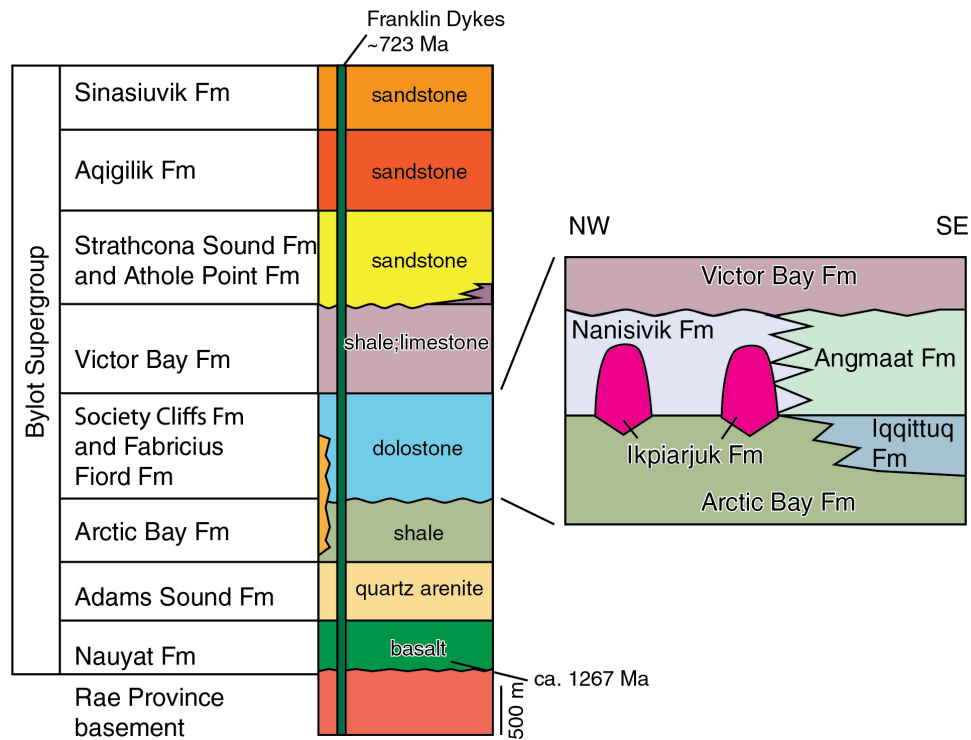 Franklin Dykes
~723 Ma
Bylot Supergroup
Sinasiuvik Fm
sandstone
Aqigilik Fm
sandstone
Strathcona Sound Fm
and Athole Point Fm
sandstone
Victor Bay Fm
shale;limestone
Society Cliffs Fm
and Fabricius
Fiord Fm
dolostone
Arctic Bay Fm
shale
Adams Sound Fm
quartz arenite
Nauyat Fm
basalt
ca. 1267 Ma
Rae Province
basement
500 m
NW
SE
Victor Bay Fm
Nanisivik Fm
Angmaat Fm
Iqqittuq
Fm
Ikpiarjuk Fm
Arctic Bay Fm